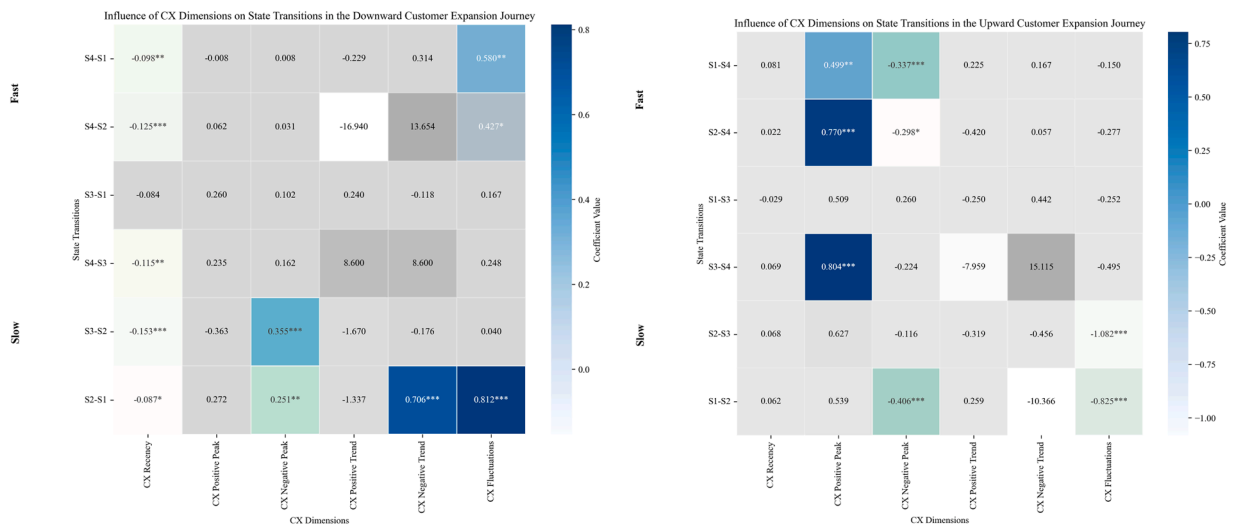 Influence of CX Dimensions on State Transitions in the Downward Customer Expansion Journey
Fast
Slow
State Transitions
S4-S1 -0.098** -0.008 0.008 -0.229 0.314 0.580**
S4-S2 -0.125*** 0.062 0.031 -16.940 13.654 0.427*
S3-S1 -0.084 0.260 0.102 0.240 -0.118 0.167
S4-S3 -0.115** 0.235 0.162 8.600 8.600 0.248
S3-S2 -0.153*** -0.363 0.355*** -1.670 -0.176 0.040
S2-S1 -0.087* 0.272 0.251** -1.337 0.706*** 0.812***
CX Recency
CX Positive Peak
CX Negative Peak
CX Positive Trend
CX Negative Trend
CX Fluctuations
CX Dimensions
0.8
0.6
0.4
0.2
0.0
Coefficient Value
Influence of CX Dimensions on State Transitions in the Upward Customer Expansion Journey
Fast
Slow
State Transitions
S1-S4 0.081 0.499** -0.337*** 0.225 0.167 -0.150
S2-S4 0.022 0.770*** -0.298* -0.420 0.057 -0.277
S1-S3 -0.029 0.509 0.260 -0.250 0.442 -0.252
S3-S4 0.069 0.804*** -0.224 -7.959 15.115 -0.495
S2-S3 0.068 0.627 -0.116 -0.319 -0.456 -1.082***
S1-S2 0.062 0.539 -0.406*** 0.259 -10.366 -0.825***
CX Recency
CX Positive Peak
CX Negative Peak
CX Positive Trend
CX Negative Trend
CX Fluctuations
CX Dimensions
0.75
0.50
0.25
0.00
−0.25
−0.50
−0.75
−1.00
Coefficient Value